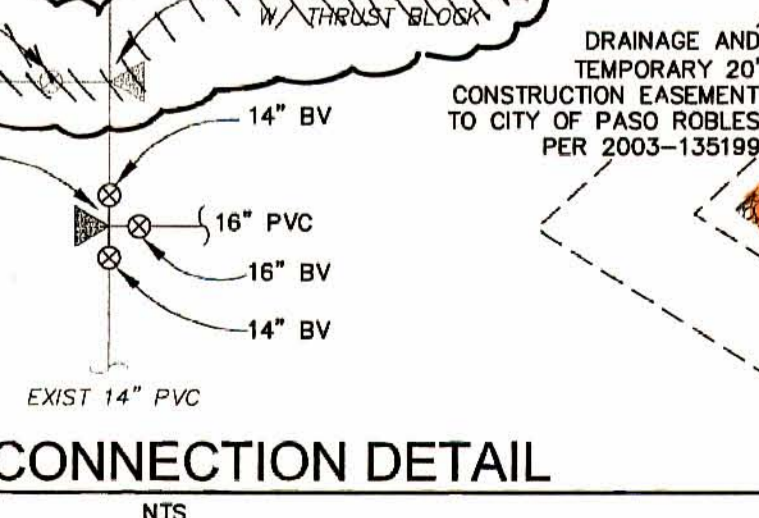 W/ THRUST BLOCK
DRAINAGE AND
TEMPORARY 20'
CONSTRUCTION EASEMENT
TO CITY OF PASO ROBLES
PER 2003-135199
14" BV
16" PVC
16" BV
14" BV
EXIST 14" PVC
CONNECTION DETAIL
NTS